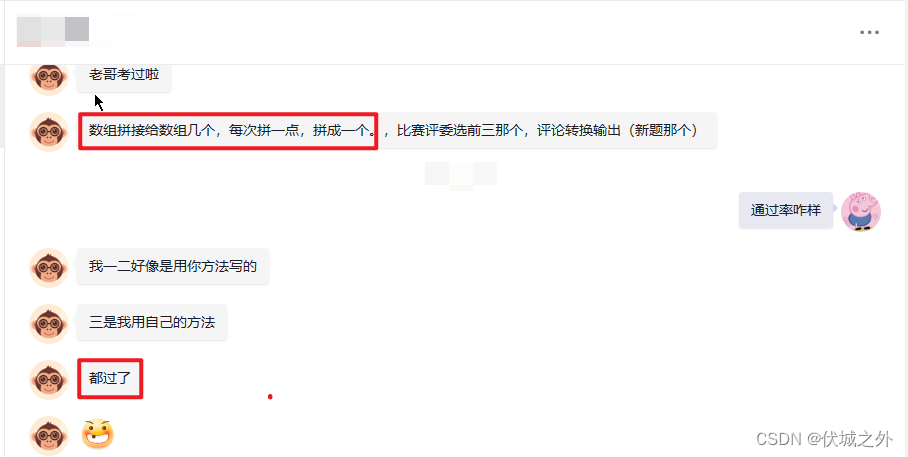 老哥考过啦
数组拼接给数组几个，每次拼一点，拼成一个。，比赛评委选前三那个，评论转换输出（新题那个）
通过率咋样
我一二好像是用你方法写的
三是我用自己的方法
都过了
CSDN @伏城之外